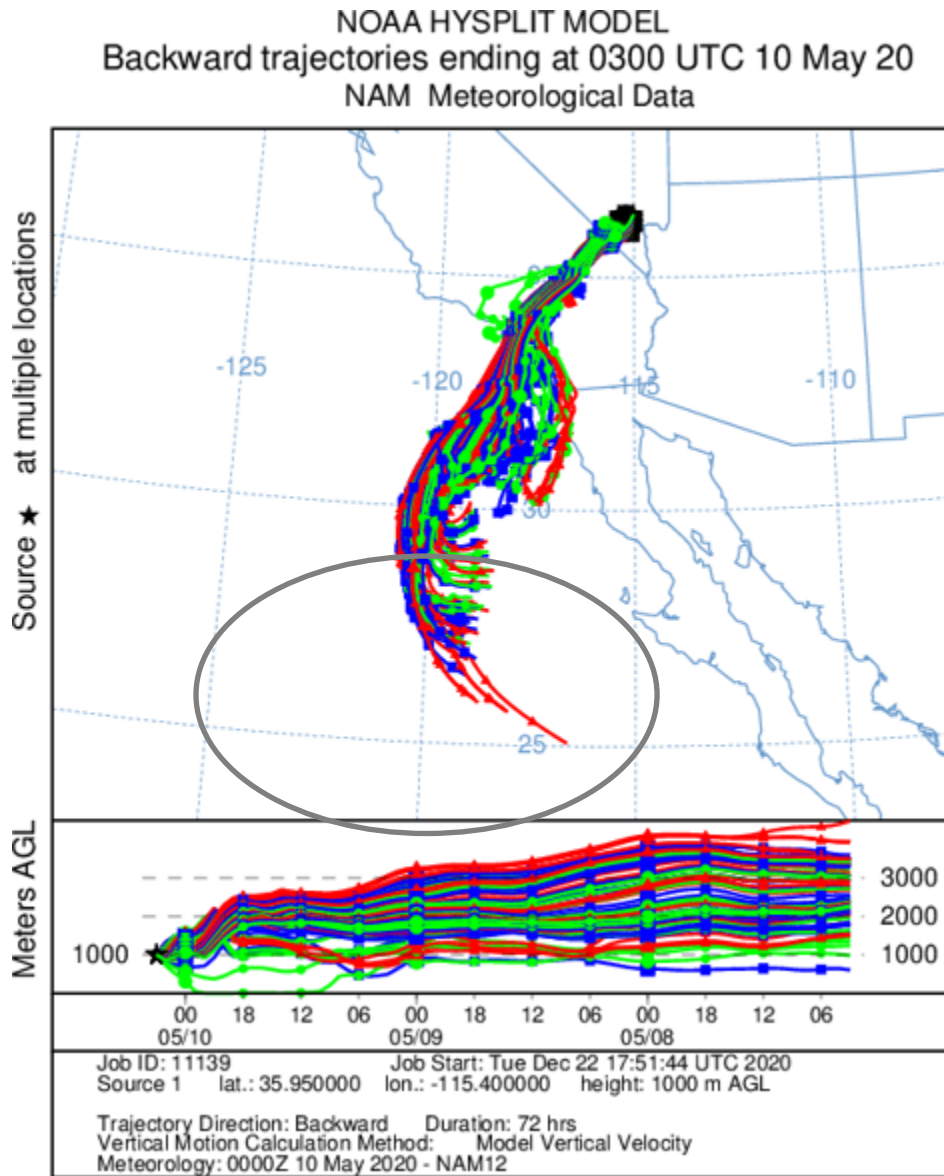 NOAA HYSPLIT MODEL
Backward trajectories ending at 0300 UTC 10 May 20
NAM Meteorological Data
Source ★ at multiple locations
-125
-120
-115
-110
30
25
Meters AGL
1000
3000
2000
1000
00 18 12 06 00 18 12 06 00 18 12 06
05/10 05/09 05/08
Job ID: 11139 Job Start: Tue Dec 22 17:51:44 UTC 2020
Source 1 lat.: 35.950000 lon.: -115.400000 height: 1000 m AGL
Trajectory Direction: Backward Duration: 72 hrs
Vertical Motion Calculation Method: Model Vertical Velocity
Meteorology: 0000Z 10 May 2020 - NAM12